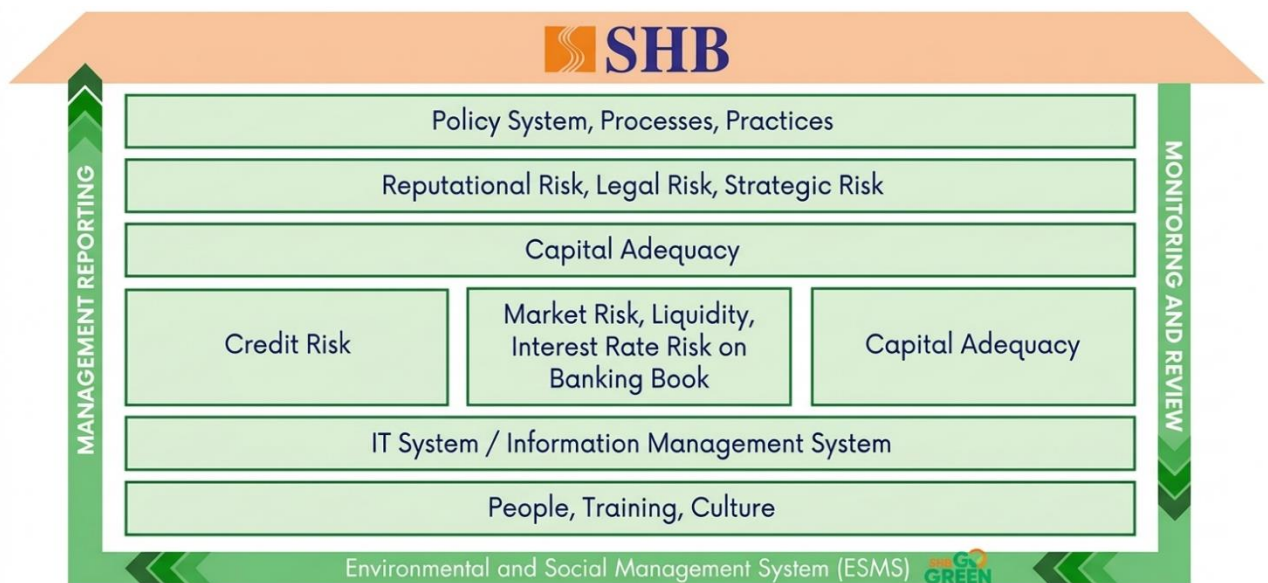 SHB
Policy System, Processes, Practices
Reputational Risk, Legal Risk, Strategic Risk
Capital Adequacy
Credit Risk
Market Risk, Liquidity,
Interest Rate Risk on
Banking Book
Capital Adequacy
IT System / Information Management System
People, Training, Culture
MANAGEMENT REPORTING
MONITORING AND REVIEW
Environmental and Social Management System (ESMS)
SHB GO
GREEN